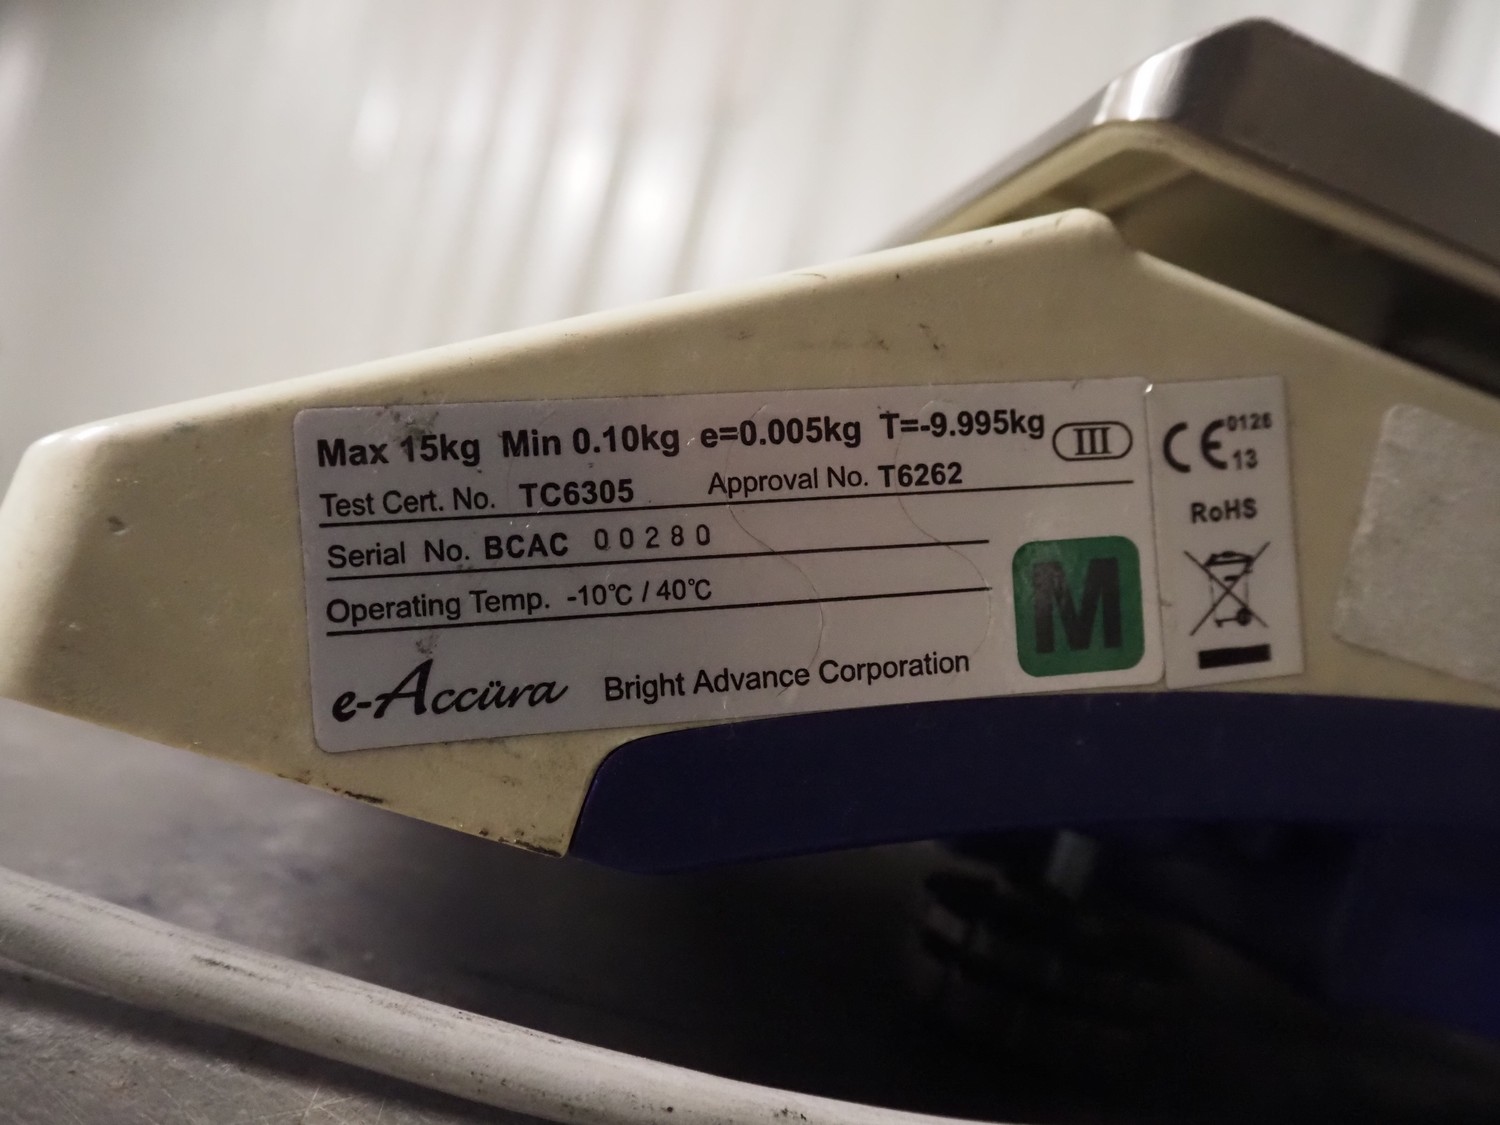 Max 15kg Min 0.10kg e=0.005kg T=-9.995kg III
Test Cert. No. TC6305 Approval No. T6262
Serial No. BCAC 00280
Operating Temp. -10℃ / 40℃
M
e-Accüra Bright Advance Corporation
CE 0126
13
RoHS